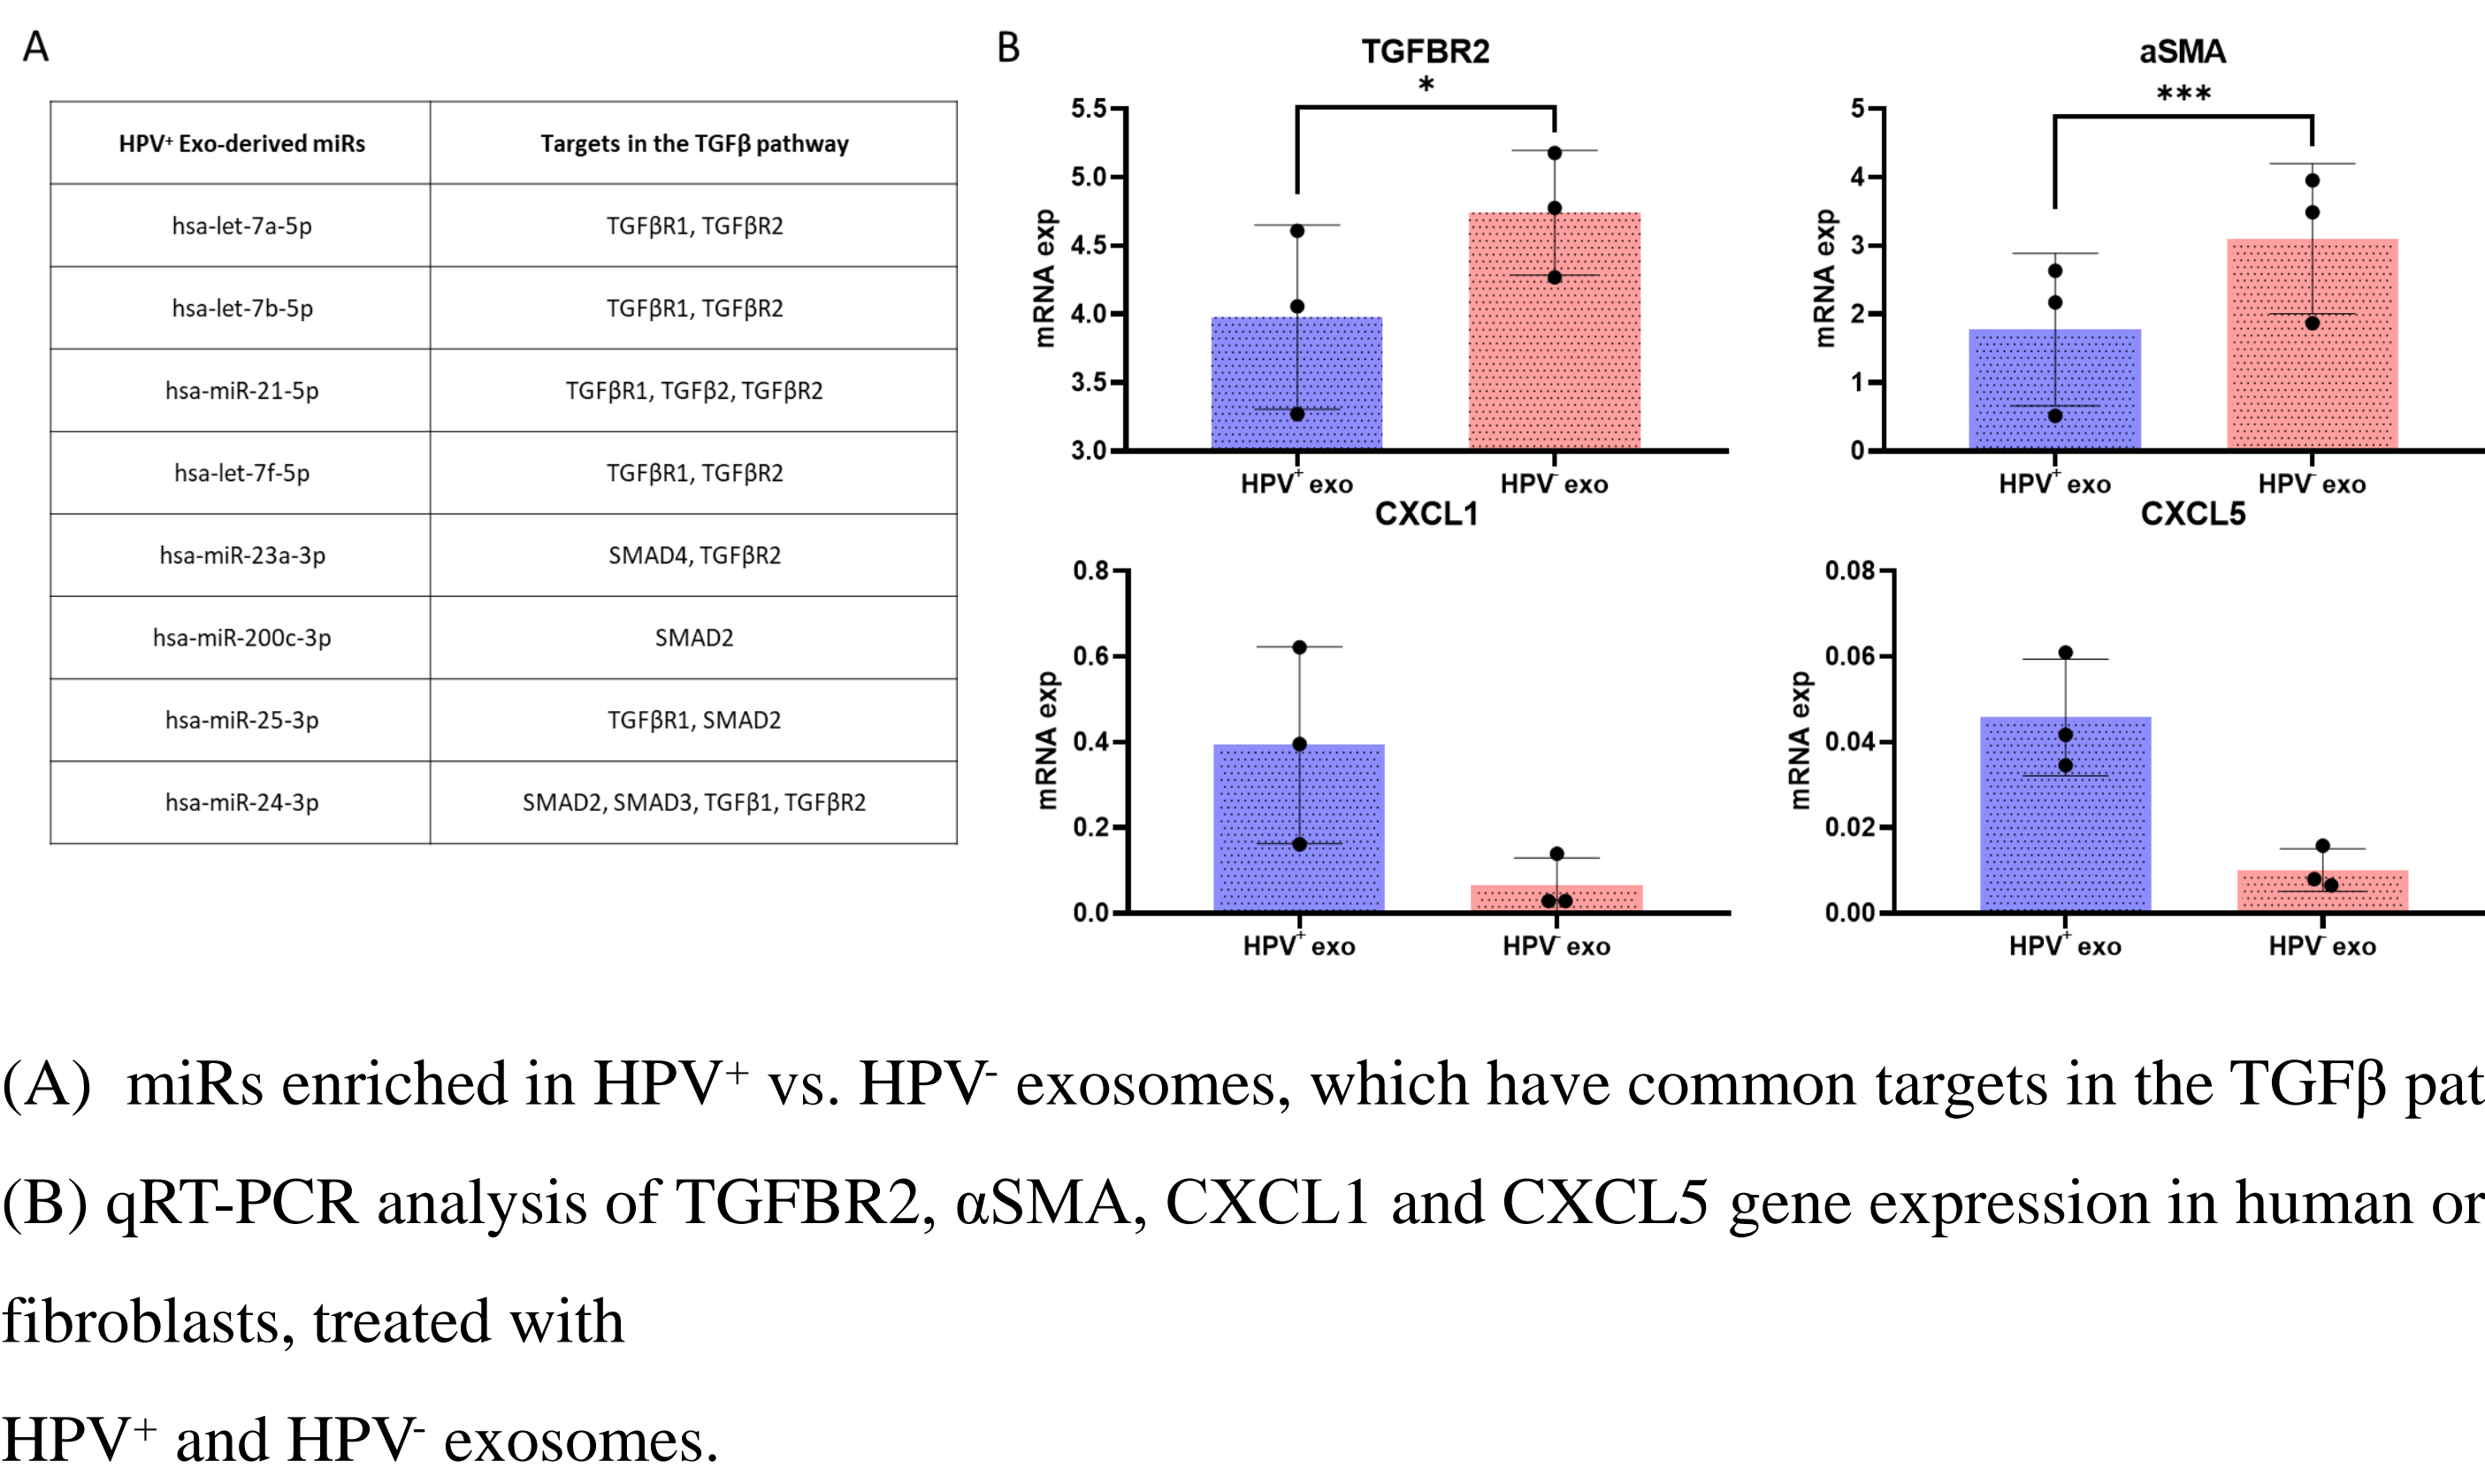 A
HPV⁺ Exo-derived miRs Targets in the TGFβ pathway
hsa-let-7a-5p TGFβR1, TGFβR2
hsa-let-7b-5p TGFβR1, TGFβR2
hsa-miR-21-5p TGFβR1, TGFβ2, TGFβR2
hsa-let-7f-5p TGFβR1, TGFβR2
hsa-miR-23a-3p SMAD4, TGFβR2
hsa-miR-200c-3p SMAD2
hsa-miR-25-3p TGFβR1, SMAD2
hsa-miR-24-3p SMAD2, SMAD3, TGFβ1, TGFβR2
B
TGFBR2
*
mRNA exp
5.5
5.0
4.5
4.0
3.5
3.0
HPV⁺ exo HPV⁻ exo
aSMA
***
mRNA exp
5
4
3
2
1
0
HPV⁺ exo HPV⁻ exo
CXCL1
mRNA exp
0.8
0.6
0.4
0.2
0.0
HPV⁺ exo HPV⁻ exo
CXCL5
mRNA exp
0.08
0.06
0.04
0.02
0.00
HPV⁺ exo HPV⁻ exo
(A) miRs enriched in HPV⁺ vs. HPV⁻ exosomes, which have common targets in the TGFβ pat
(B) qRT-PCR analysis of TGFBR2, αSMA, CXCL1 and CXCL5 gene expression in human or
fibroblasts, treated with
HPV⁺ and HPV⁻ exosomes.